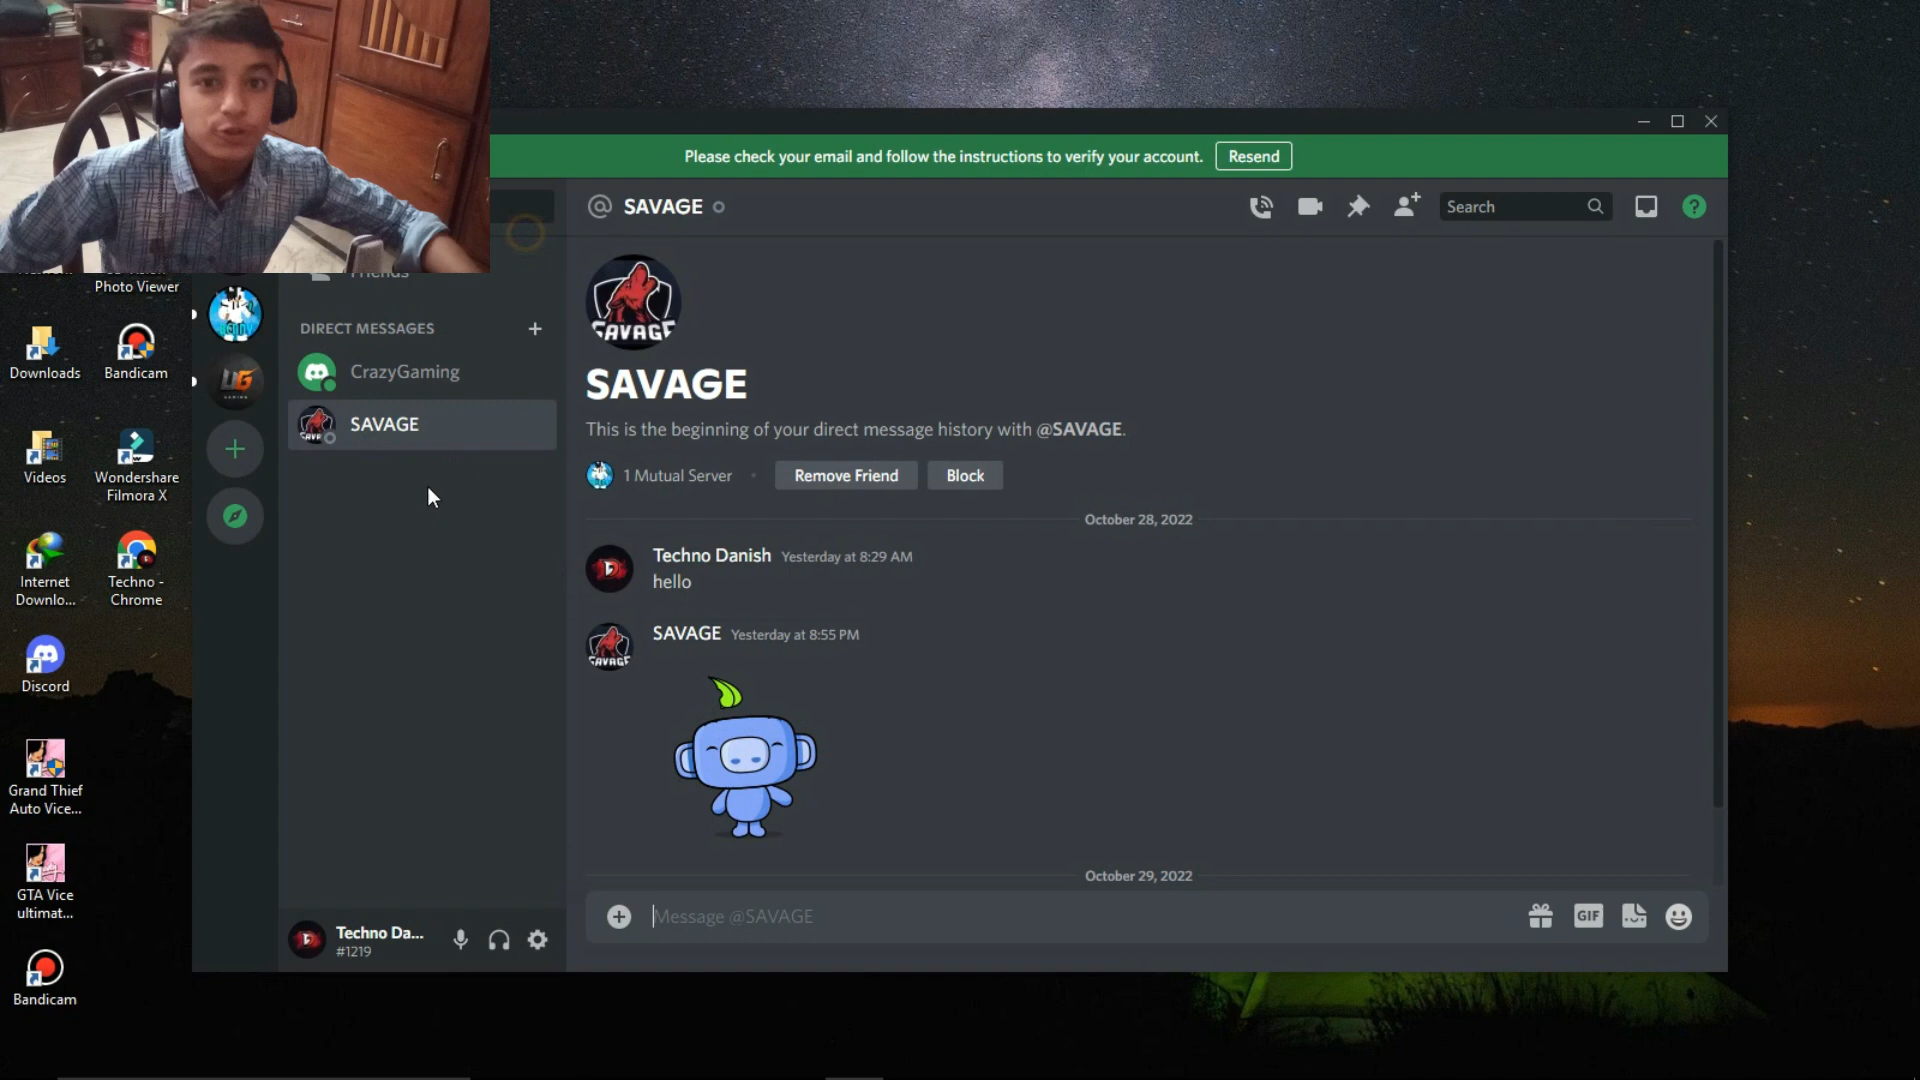 Please check your email and follow the instructions to verify your account.
Resend
@ SAVAGE
Search
?
Photo Viewer
Friends
DIRECT MESSAGES
CrazyGaming
SAVAGE
SAVAGE
SAVAGE
This is the beginning of your direct message history with @SAVAGE.
1 Mutual Server
Remove Friend
Block
October 28, 2022
Techno Danish Yesterday at 8:29 AM
hello
SAVAGE Yesterday at 8:55 PM
SAVAGE
October 29, 2022
Message @SAVAGE
GIF
Techno Da...
#1219
UG
Downloads
Bandicam
Videos
Wondershare
Filmora X
Internet
Downlo...
Techno -
Chrome
Discord
Grand Thief
Auto Vice...
GTA Vice
ultimat...
Bandicam